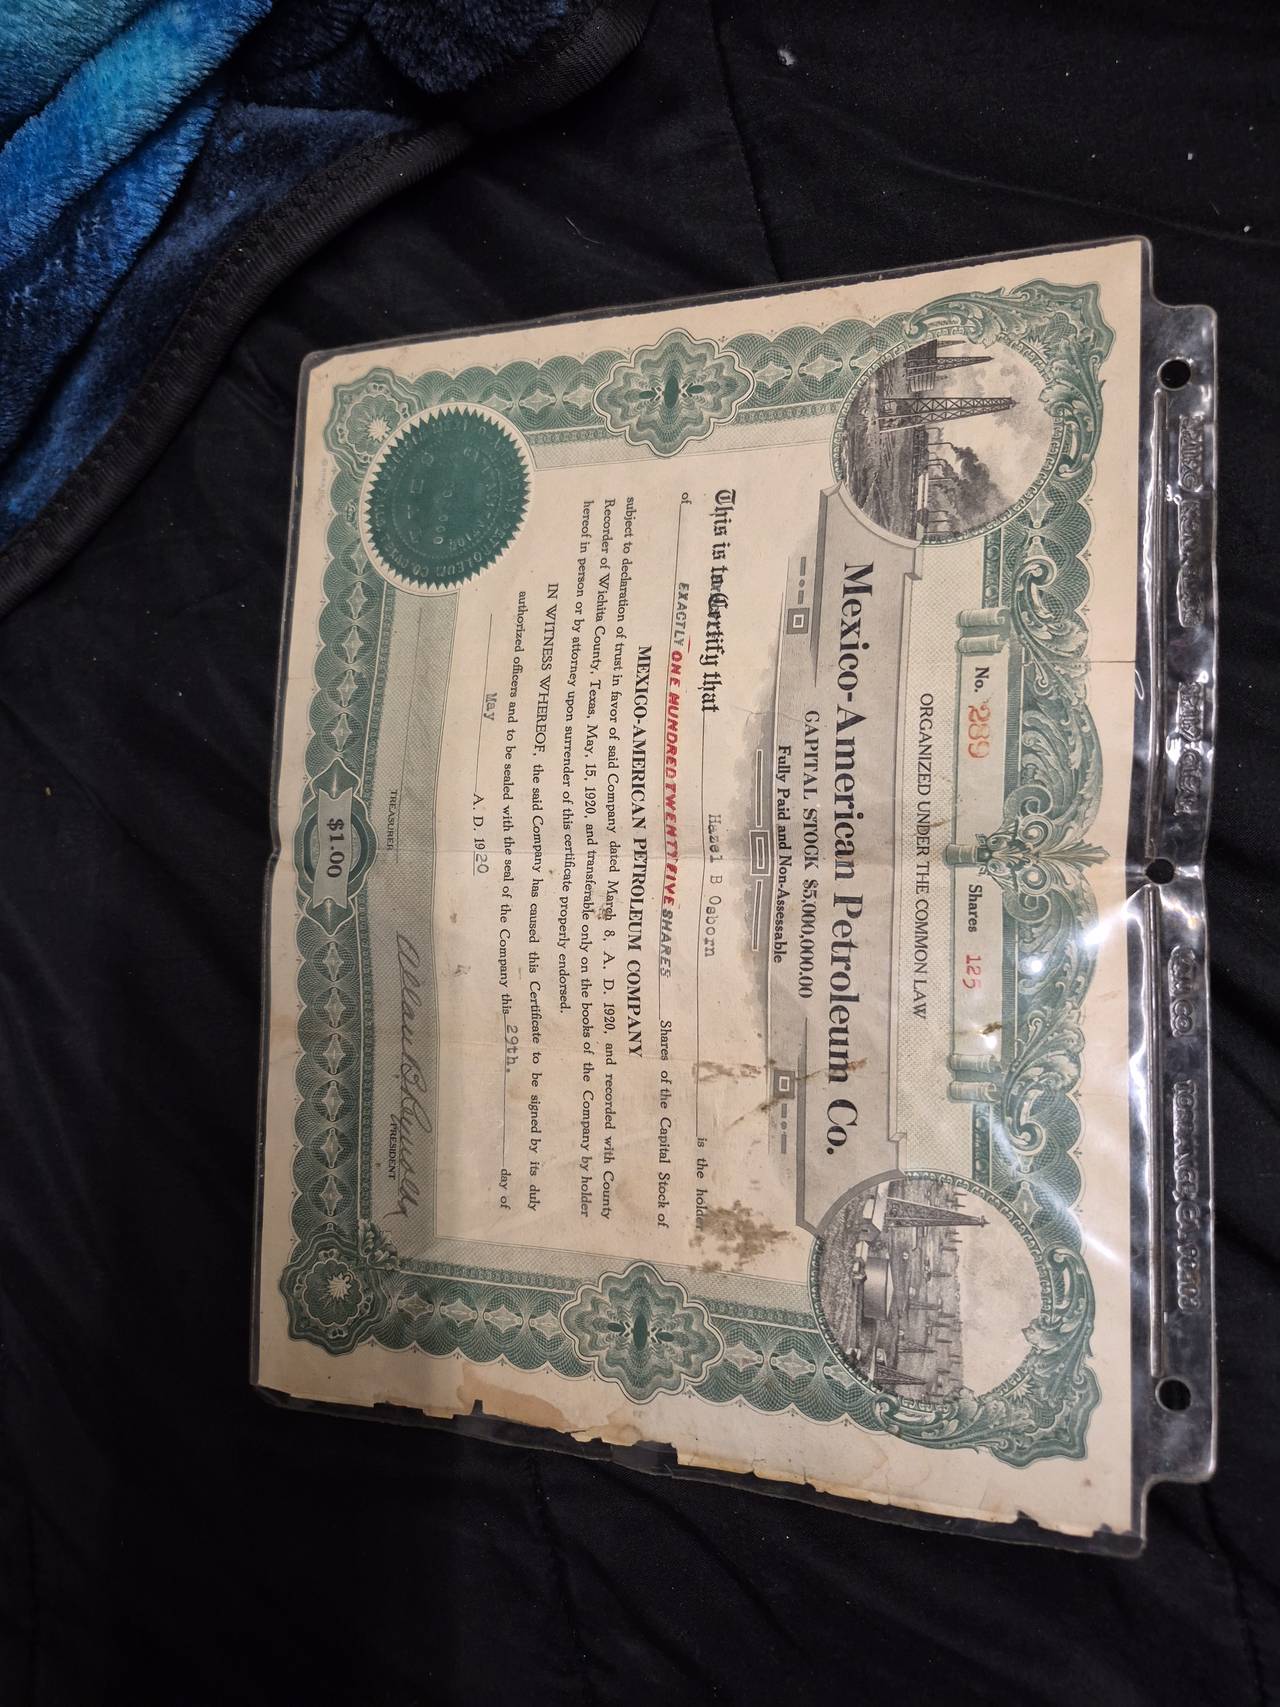 No. 289 Shares 125
ORGANIZED UNDER THE COMMON LAW
Mexico-American Petroleum Co.
CAPITAL STOCK $5,000,000.00
Fully Paid and Non-Assessable
This is to Certify that Hazel B Osborn is the holder
of EXACTLY ONE HUNDRED TWENTY FIVE SHARES Shares of the Capital Stock of
MEXICO-AMERICAN PETROLEUM COMPANY
subject to declaration of trust in favor of said Company dated March 8, A. D. 1920, and recorded with County
Recorder of Wichita County, Texas, May, 15, 1920, and transferable only on the books of the Company by holder
hereof in person or by attorney upon surrender of this certificate properly endorsed.
IN WITNESS WHEREOF, the said Company has caused this Certificate to be signed by its duly
authorized officers and to be sealed with the seal of the Company this 29th. day of
May A. D. 1920
TREASURER PRESIDENT
$1.00